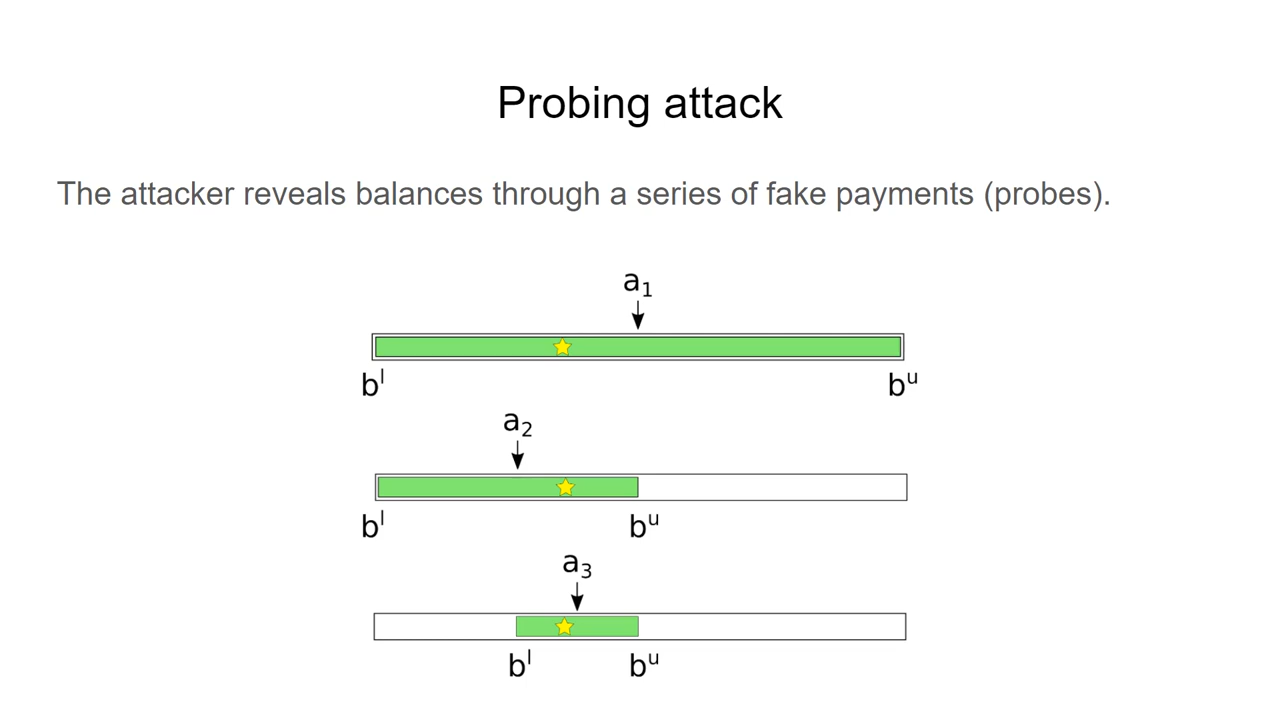 Probing attack
The attacker reveals balances through a series of fake payments (probes).
a₁
bˡ bᵘ
a₂
bˡ bᵘ
a₃
bˡ bᵘ